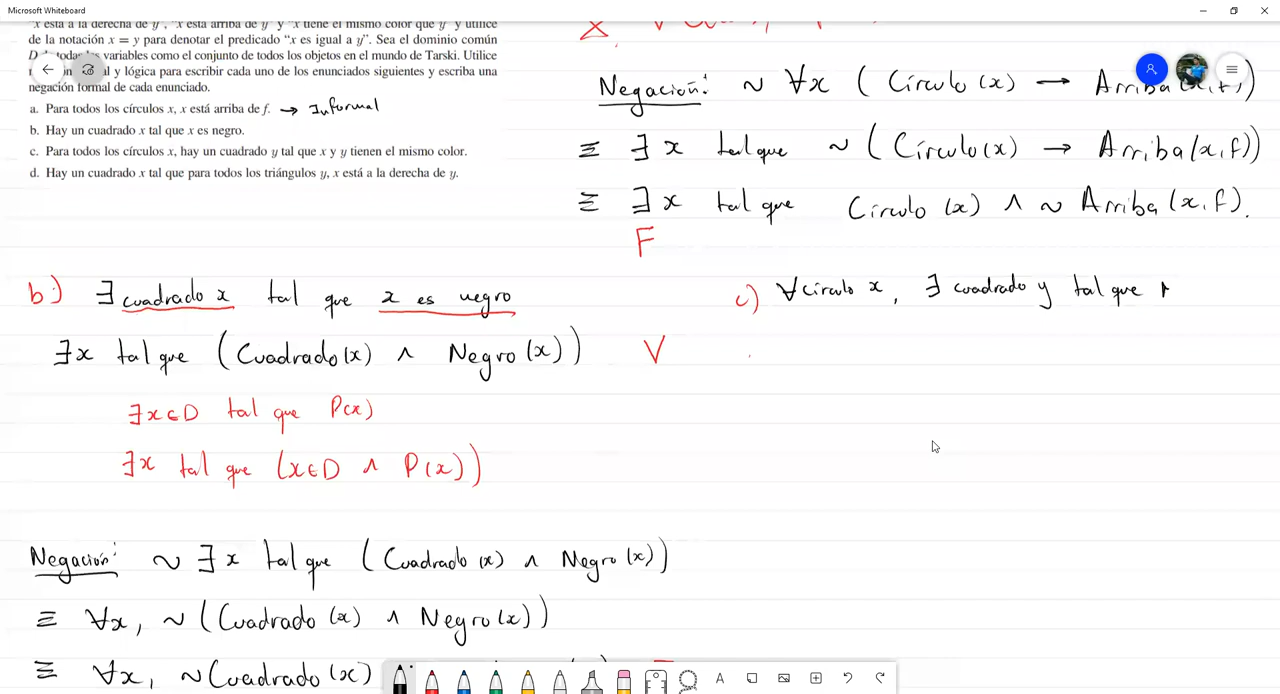 Microsoft Whiteboard
"x está a la derecha de y", "x está arriba de y" y "x tiene el mismo color que y" y utilice
de la notación x = y para denotar el predicado "x es igual a y". Sea el dominio común
D de todas las variables como el conjunto de todos los objetos en el mundo de Tarski. Utilice
y lógica para escribir cada uno de los enunciados siguientes y escriba una
negación formal de cada enunciado.
a. Para todos los círculos x, x está arriba de f. → Informal
b. Hay un cuadrado x tal que x es negro.
c. Para todos los círculos x, hay un cuadrado y tal que x y y tienen el mismo color.
d. Hay un cuadrado x tal que para todos los triángulos y, x está a la derecha de y.
Negación: ~ ∀x ( Círculo (x) → Arriba (x, f) )
≡ ∃ x tal que ~ ( Círculo(x) → Arriba(x, f))
≡ ∃ x tal que Círculo (x) ∧ ~ Arriba (x, f).
F
b.) ∃ cuadrado x tal que x es negro
∃x tal que ( Cuadrado(x) ∧ Negro(x) ) V
∃x∈D tal que P(x)
∃x tal que (x∈D ∧ P(x))
c) ∀ círculo x, ∃ cuadrado y tal que
Negación: ~ ∃ x tal que ( Cuadrado (x) ∧ Negro(x))
≡ ∀x, ~ ( Cuadrado (x) ∧ Negro(x))
≡ ∀x, ~Cuadrado (x)
A